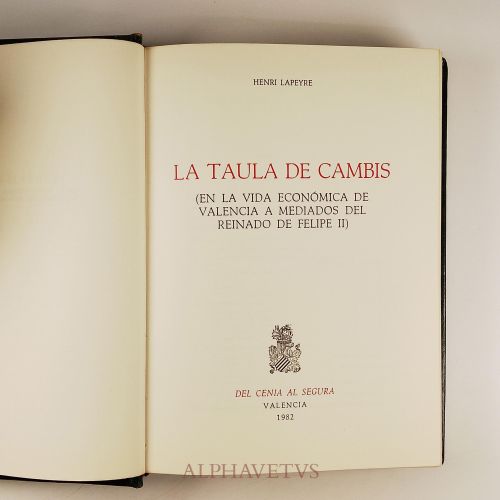 HENRI LAPEYRE
LA TAULA DE CAMBIS
(EN LA VIDA ECONÓMICA DE
VALENCIA A MEDIADOS DEL
REINADO DE FELIPE II)
DEL CENIA AL SEGURA
VALENCIA
1982
ALPHAVETVS